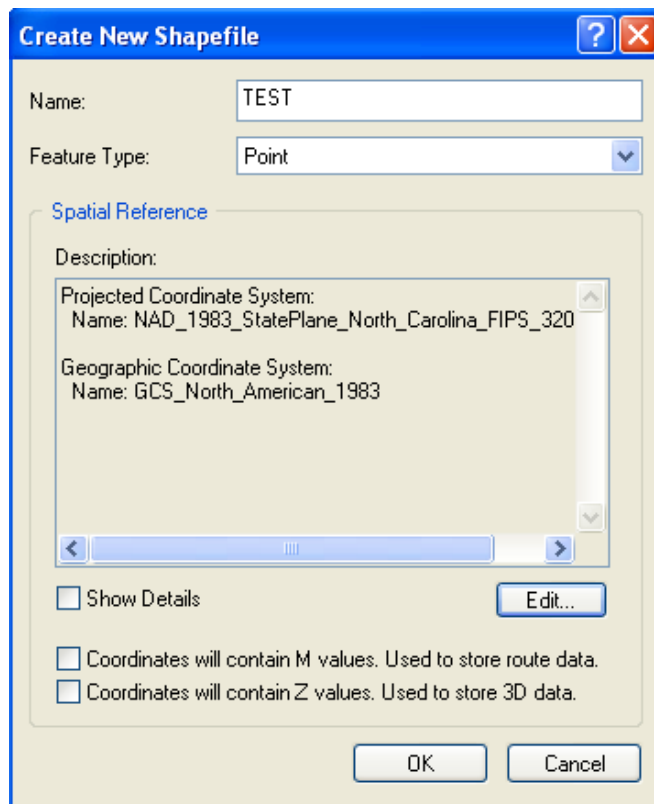 Create New Shapefile
Name: TEST
Feature Type: Point
Spatial Reference
Description:
Projected Coordinate System:
Name: NAD_1983_StatePlane_North_Carolina_FIPS_320
Geographic Coordinate System:
Name: GCS_North_American_1983
Show Details
Edit...
Coordinates will contain M values. Used to store route data.
Coordinates will contain Z values. Used to store 3D data.
OK Cancel